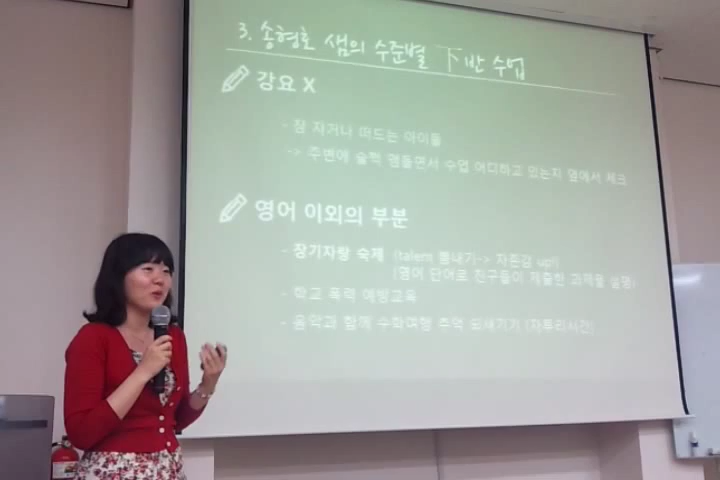 3. 송형호 샘의 수준별 下반 수업
강요 X
- 잠 자거나 떠드는 아이들
-> 주변에 슬쩍 맴돌면서 수업 어디하고 있는지 옆에서 체크
영어 이외의 부분
- 장기자랑 숙제 (talent 뽐내기-> 자존감 up!)
(영어 단어로 친구들이 제출한 과제물 설명)
- 학교 폭력 예방교육
- 음악과 함께 수학여행 추억 되새기기 (자투리시간)